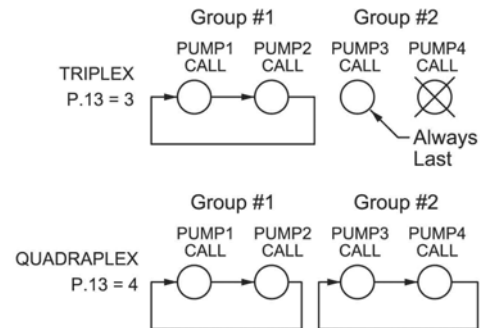 Group #1 Group #2
PUMP1 PUMP2 PUMP3 PUMP4
CALL CALL CALL CALL
TRIPLEX
P.13 = 3
Always
Last
Group #1 Group #2
PUMP1 PUMP2 PUMP3 PUMP4
CALL CALL CALL CALL
QUADRAPLEX
P.13 = 4